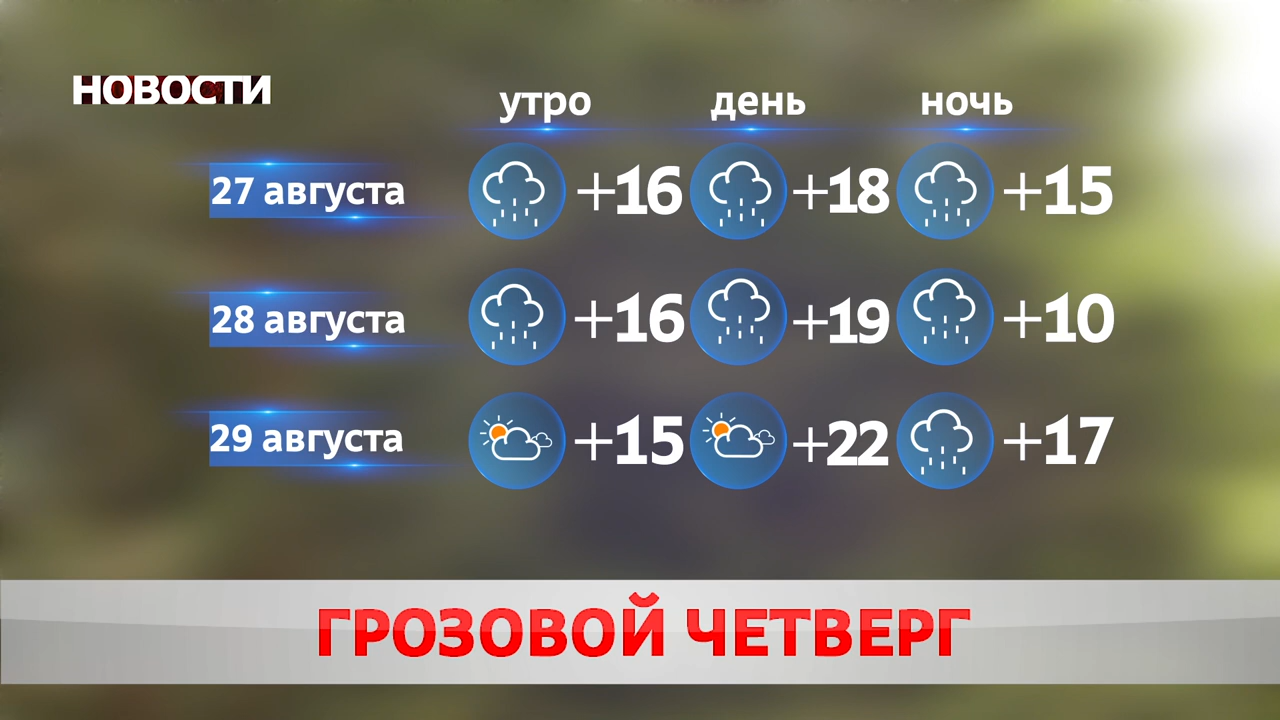 НОВОСТИ
утро день ночь
27 августа +16 +18 +15
28 августа +16 +19 +10
29 августа +15 +22 +17
ГРОЗОВОЙ ЧЕТВЕРГ